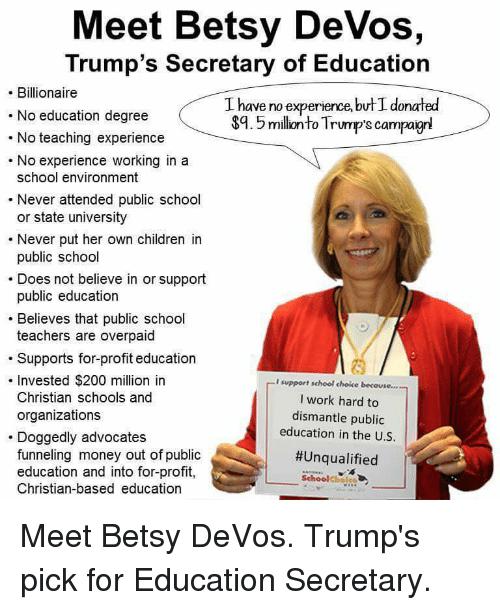 Meet Betsy DeVos,
Trump's Secretary of Education
• Billionaire
• No education degree
• No teaching experience
• No experience working in a
school environment
• Never attended public school
or state university
• Never put her own children in
public school
• Does not believe in or support
public education
• Believes that public school
teachers are overpaid
• Supports for-profit education
• Invested $200 million in
Christian schools and
organizations
• Doggedly advocates
funneling money out of public
education and into for-profit,
Christian-based education
I have no experience, but I donated
$9.5 million to Trump's campaign!
I support school choice because...
I work hard to
dismantle public
education in the U.S.
#Unqualified
NATIONAL
SchoolChoice
WEEK
Meet Betsy DeVos. Trump's
pick for Education Secretary.